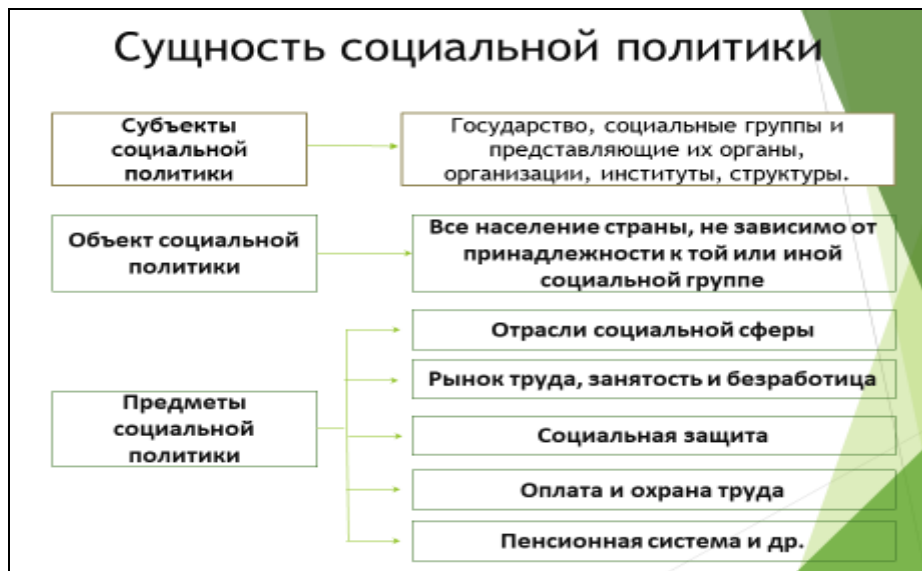 Сущность социальной политики
Субъекты
социальной
политики
Государство, социальные группы и
представляющие их органы,
организации, институты, структуры.
Объект социальной
политики
Все население страны, не зависимо от
принадлежности к той или иной
социальной группе
Предметы
социальной
политики
Отрасли социальной сферы
Рынок труда, занятость и безработица
Социальная защита
Оплата и охрана труда
Пенсионная система и др.